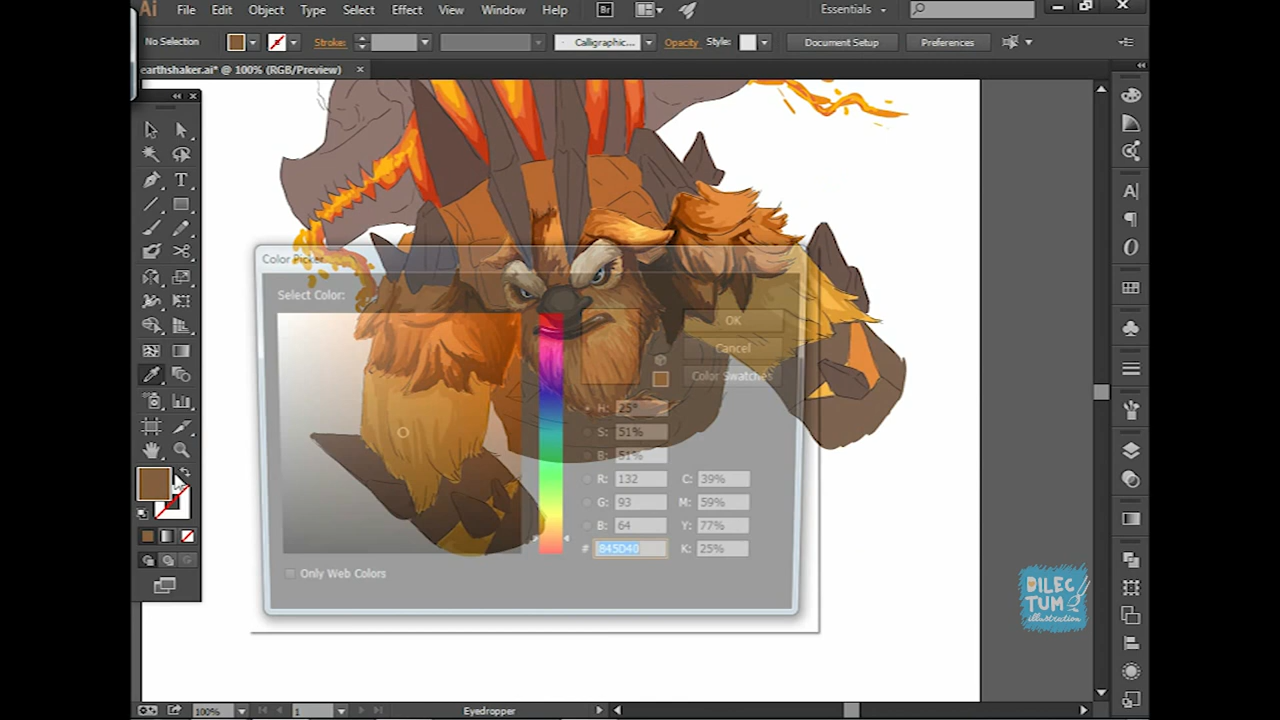 Ai File Edit Object Type Select Effect View Window Help Br Essentials
No Selection Stroke: Calligraphic... Opacity Style: Document Setup Preferences
earthshaker.ai* @ 100% (RGB/Preview) ×
Color Picker
Select Color:
OK
Cancel
Color Swatches
H: 25°
S: 51%
B: 51%
R: 132 C: 39%
G: 93 M: 59%
B: 64 Y: 77%
# 845D40 K: 25%
Only Web Colors
DILEC
TUM
illustration
100% 1 Eyedropper